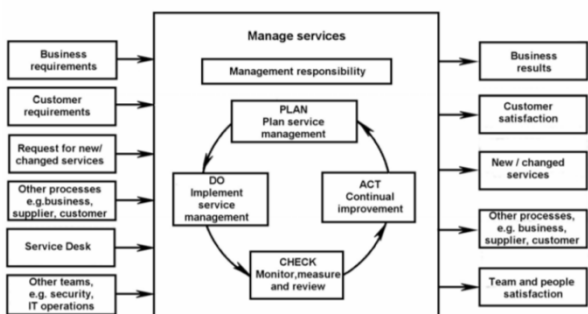 Manage services
Management responsibility
Business
requirements
Customer
requirements
Request for new/
changed services
Other processes
e.g.business,
supplier, customer
Service Desk
Other teams,
e.g. security,
IT operations
PLAN
Plan service
management
DO
Implement
service
management
CHECK
Monitor,measure
and review
ACT
Continual
improvement
Business
results
Customer
satisfaction
New / changed
services
Other processes,
e.g. business,
supplier, customer
Team and people
satisfaction